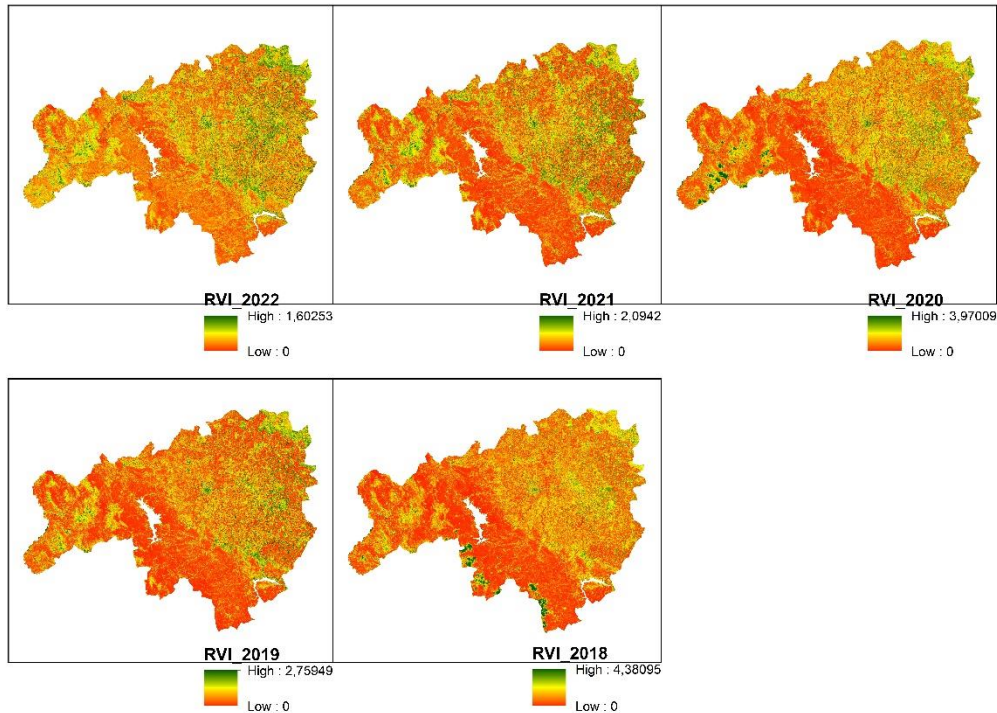 RVI_2022
High : 1,60253
Low : 0
RVI_2021
High : 2,0942
Low : 0
RVI_2020
High : 3,97009
Low : 0
RVI_2019
High : 2,75949
Low : 0
RVI_2018
High : 4,38095
Low : 0